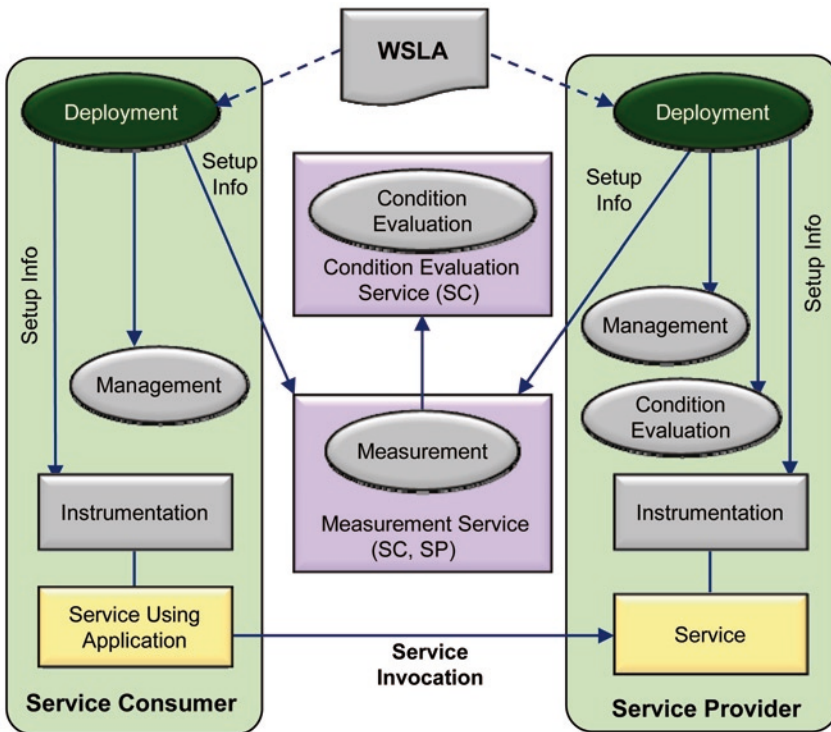 WSLA
Deployment
Deployment
Setup
Info
Setup
Info
Condition
Evaluation
Condition Evaluation
Service (SC)
Setup Info
Setup Info
Management
Management
Condition
Evaluation
Measurement
Measurement Service
(SC, SP)
Instrumentation
Instrumentation
Service Using
Application
Service
Service
Invocation
Service Consumer
Service Provider